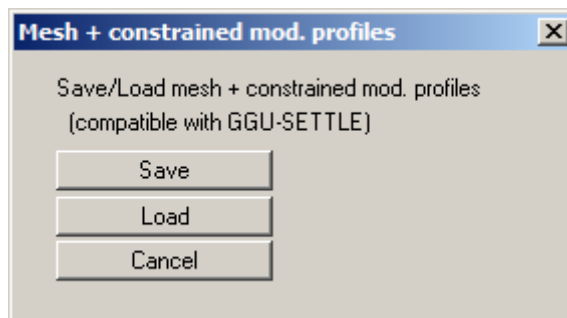 Mesh + constrained mod. profiles
Save/Load mesh + constrained mod. profiles
(compatible with GGU-SETTLE)
Save
Load
Cancel